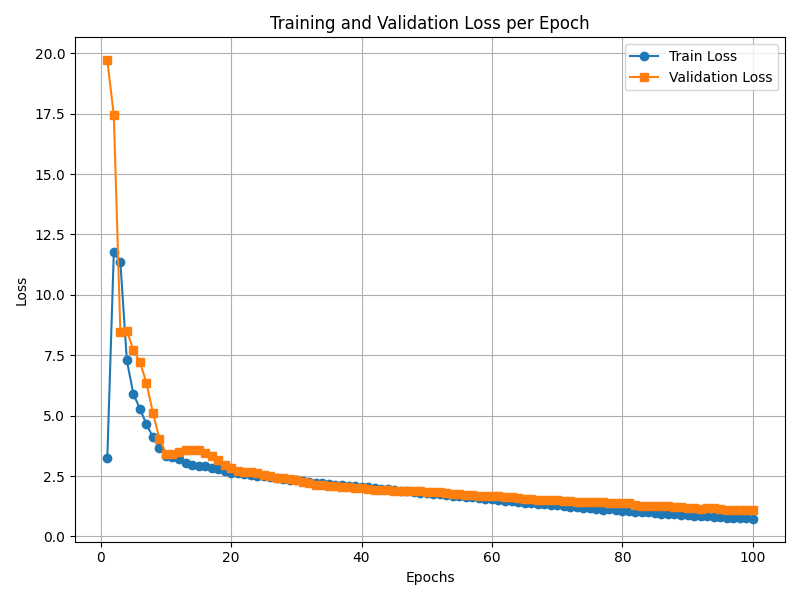 Training and Validation Loss per Epoch
Train Loss
Validation Loss
20.0
17.5
15.0
12.5
10.0
7.5
5.0
2.5
0.0
Loss
0 20 40 60 80 100
Epochs